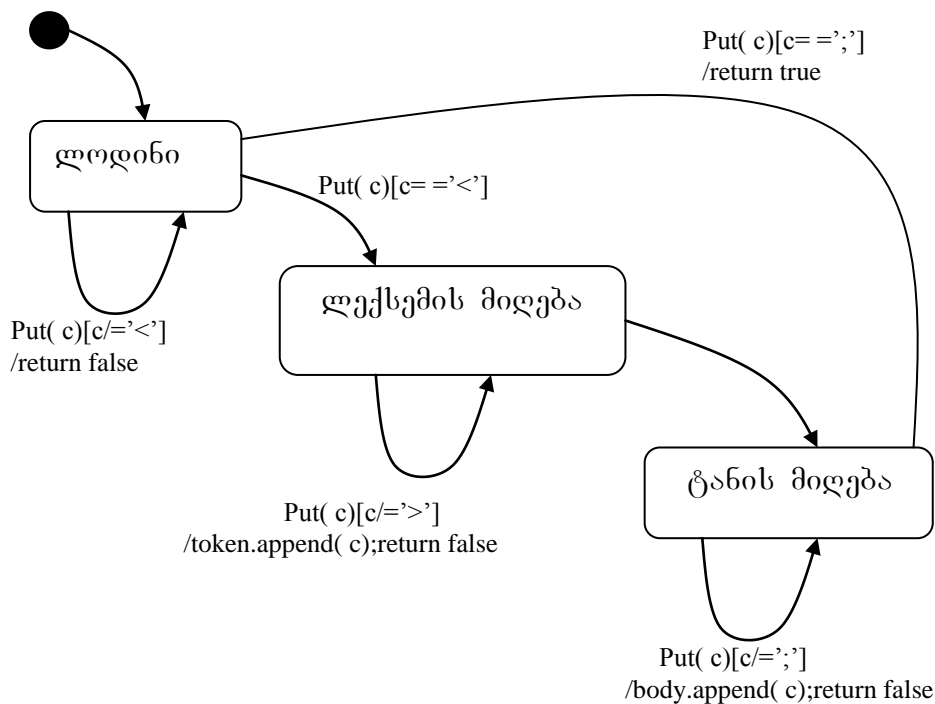 Put( c)[c= =’;’]
/return true
ლოდინი
Put( c)[c= =’<’]
ლექსემის მიღება
Put( c)[c/=’<’]
/return false
ტანის მიღება
Put( c)[c/=’>’]
/token.append( c);return false
Put( c)[c/=’;’]
/body.append( c);return false